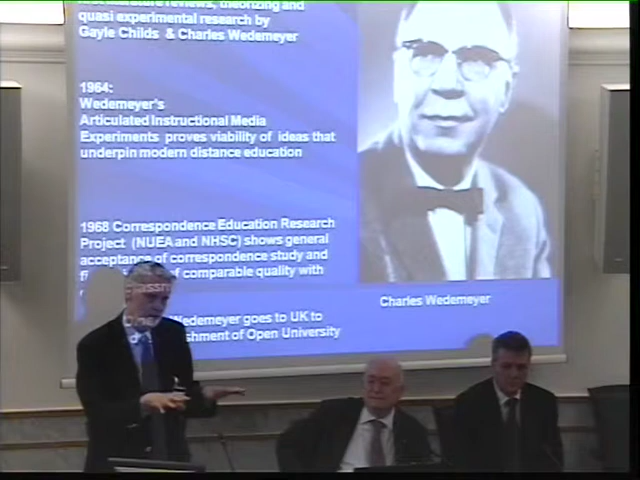 quasi experimental research by
Gayle Childs & Charles Wedemeyer
1964:
Wedemeyer's
Articulated Instructional Media
Experiments proves viability of ideas that
underpin modern distance education
1968 Correspondence Education Research
Project (NUEA and NHSC) shows general
acceptance of correspondence study and
of comparable quality with
Wedemeyer goes to UK to
of Open University
Charles Wedemeyer